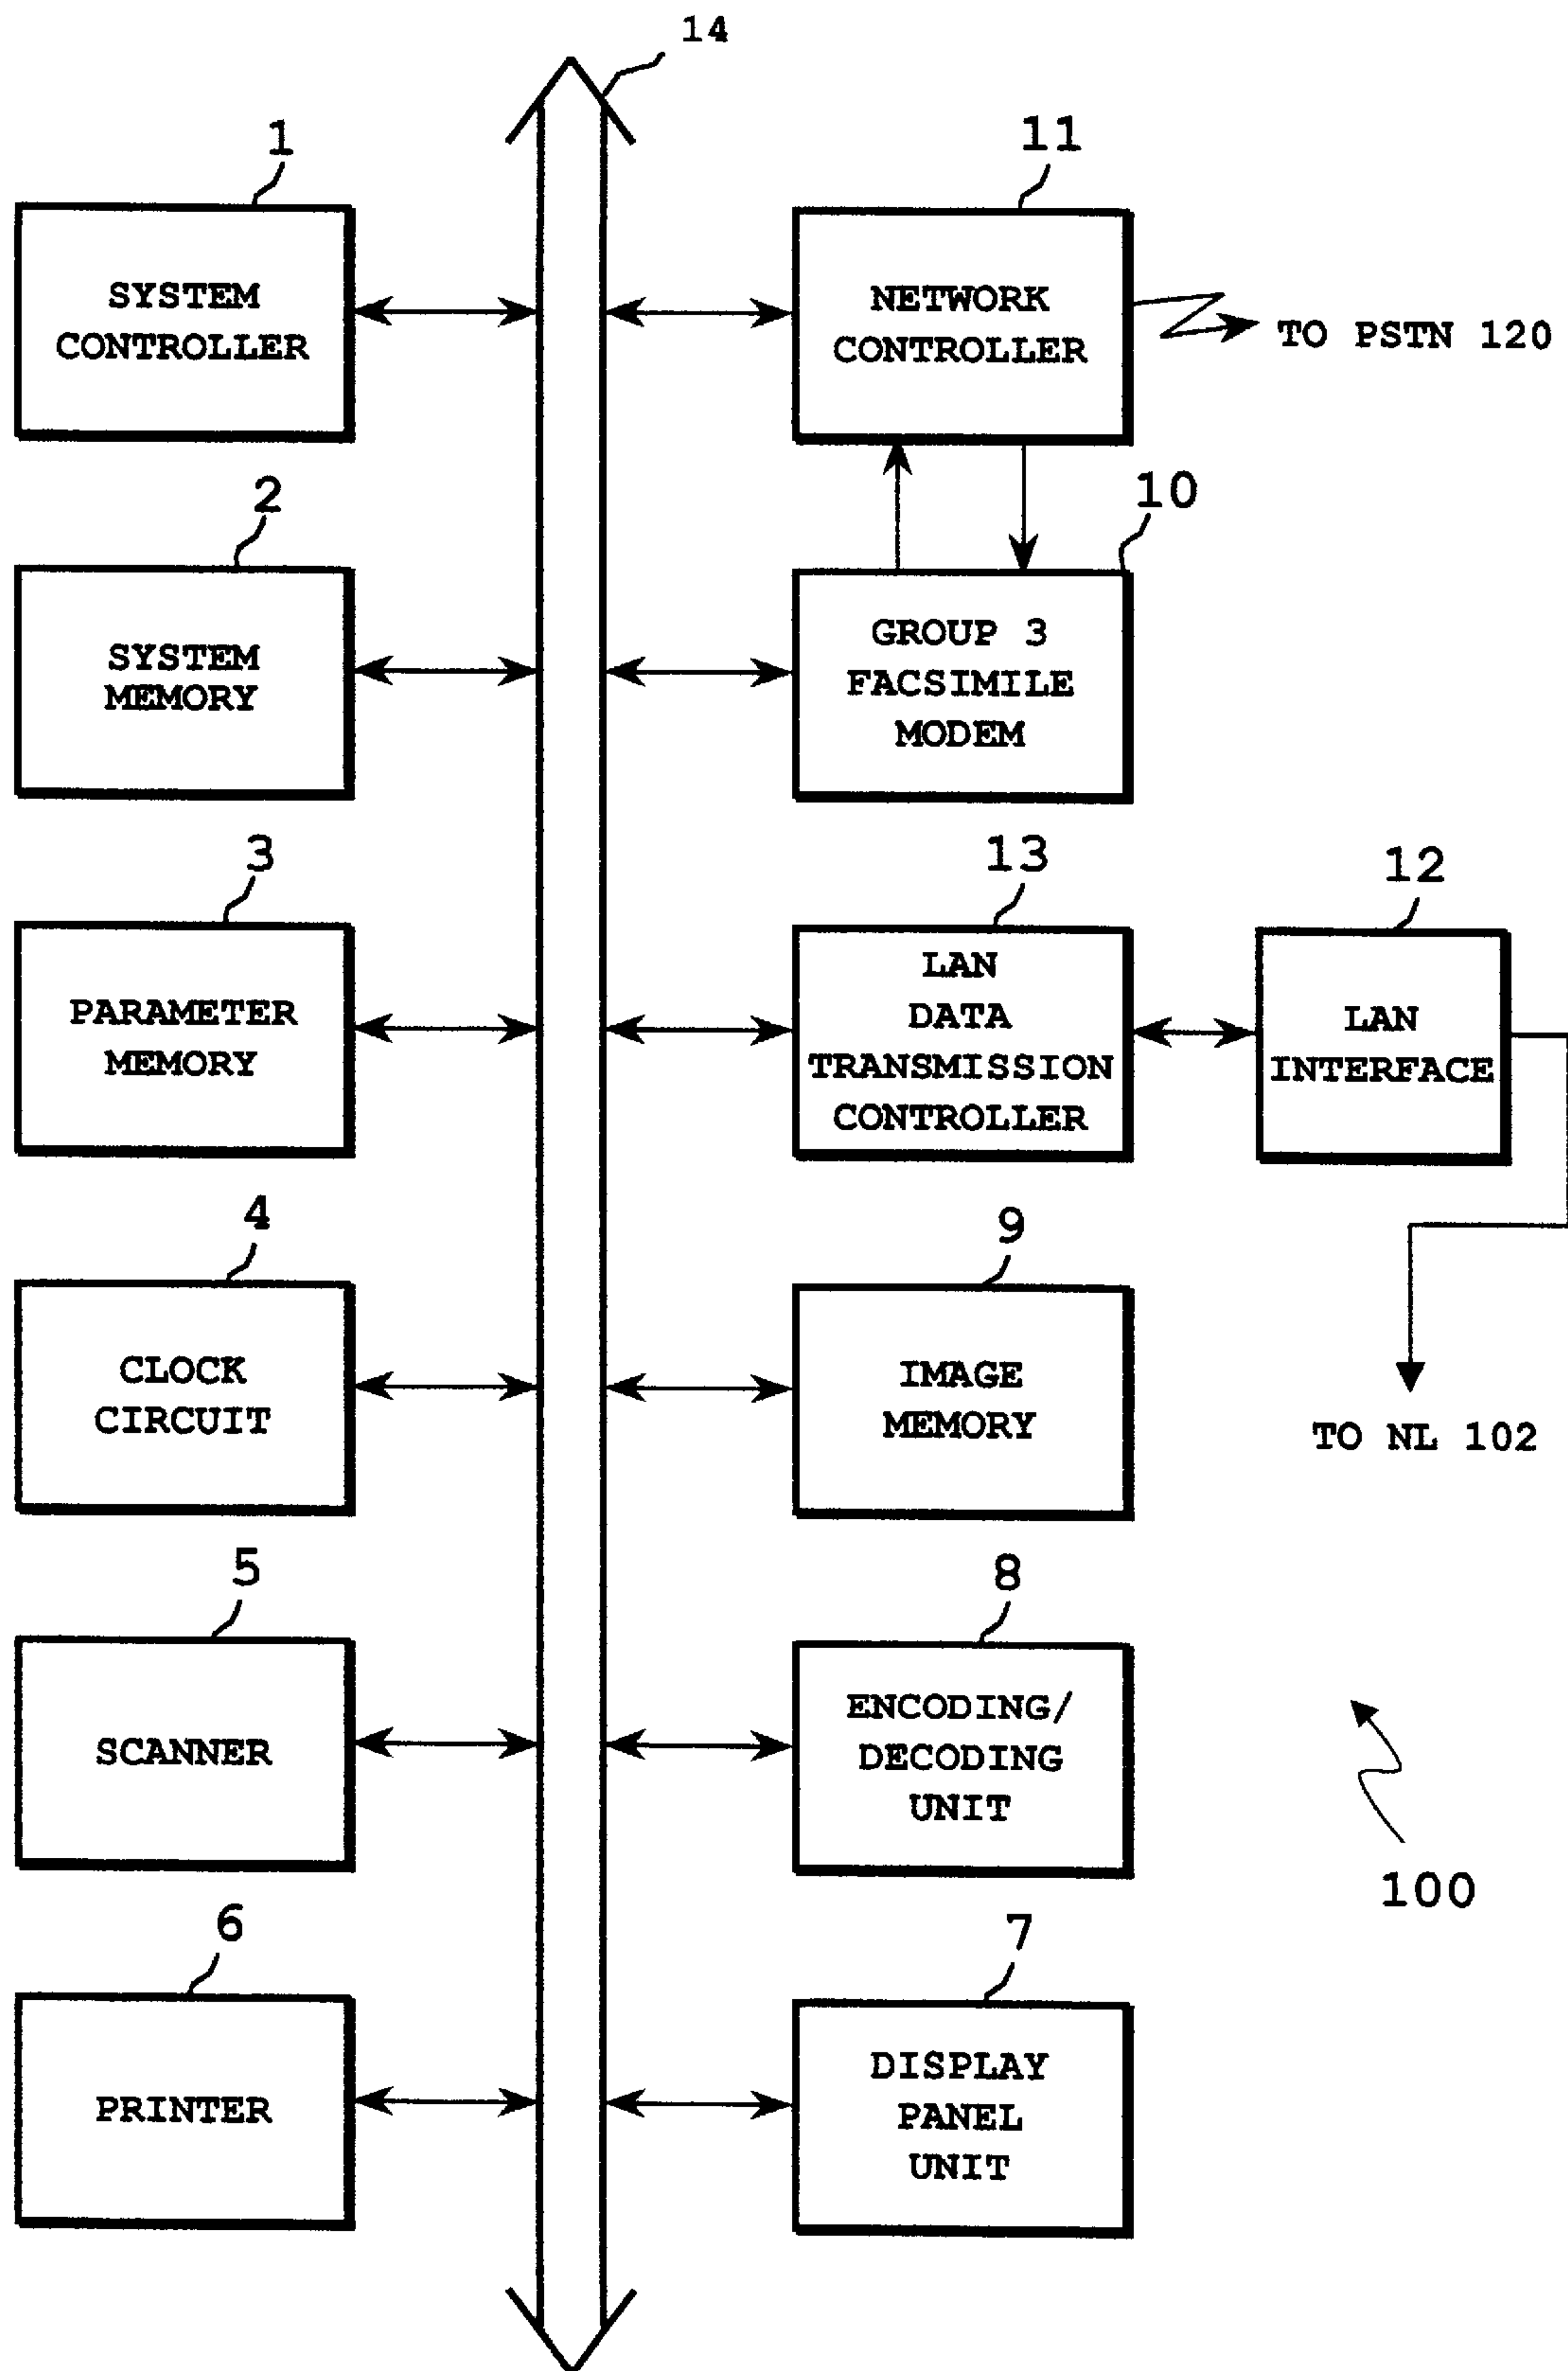 14
1
SYSTEM
CONTROLLER
11
NETWORK
CONTROLLER
TO PSTN 120
2
SYSTEM
MEMORY
10
GROUP 3
FACSIMILE
MODEM
3
PARAMETER
MEMORY
13
LAN
DATA
TRANSMISSION
CONTROLLER
12
LAN
INTERFACE
TO NL 102
4
CLOCK
CIRCUIT
9
IMAGE
MEMORY
5
SCANNER
8
ENCODING/
DECODING
UNIT
100
6
PRINTER
7
DISPLAY
PANEL
UNIT